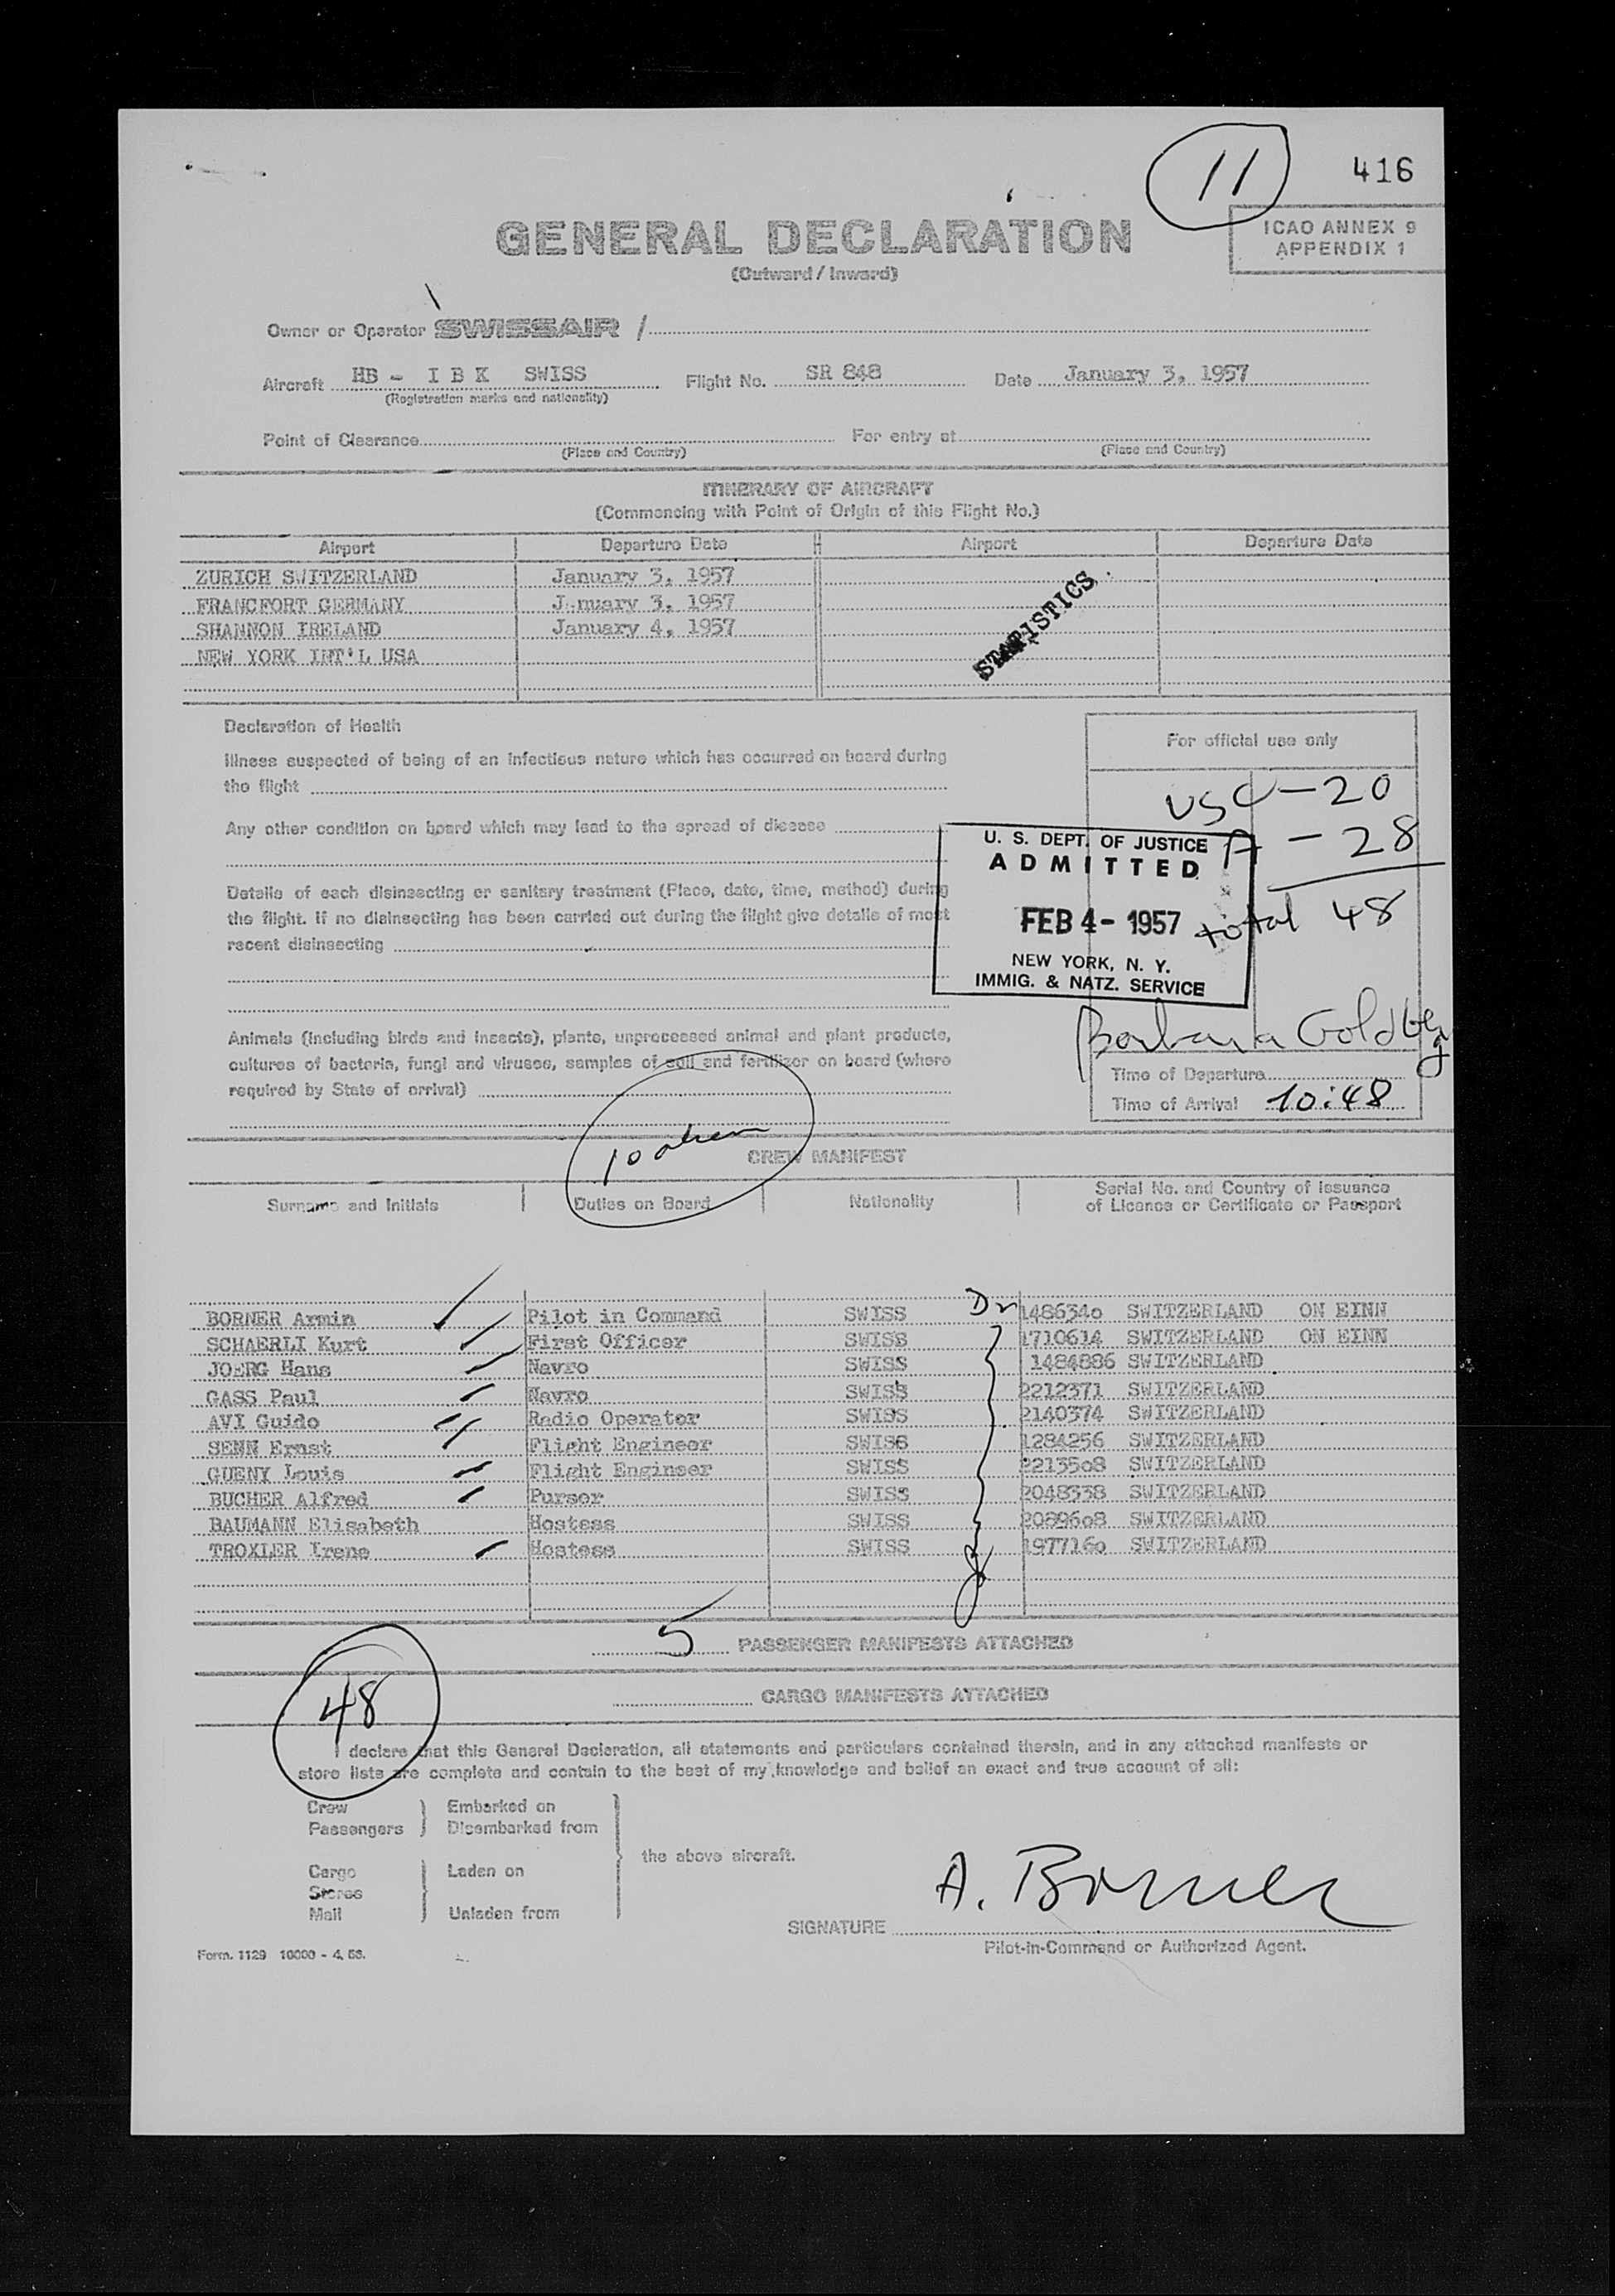 11
416
GENERAL DECLARATION
(Outward / Inward)
ICAO ANNEX 9
APPENDIX 1
Owner or Operator SWISSAIR /
Aircraft HB - I B K SWISS Flight No. SR 848 Date January 3, 1957
(Registration marks and nationality)
Point of Clearance For entry at
(Place and Country) (Place and Country)
ITINERARY OF AIRCRAFT
(Commencing with Point of Origin of this Flight No.)
Airport Departure Date Airport Departure Date
ZURICH SWITZERLAND January 3, 1957
FRANCFORT GERMANY January 3, 1957
SHANNON IRELAND January 4, 1957
NEW YORK INT'L USA
STATISTICS
Declaration of Health
Illness suspected of being of an infectious nature which has occurred on board during
the flight
Any other condition on board which may lead to the spread of disease
Details of each disinsecting or sanitary treatment (Place, date, time, method) during
the flight. If no disinsecting has been carried out during the flight give details of most
recent disinsecting
Animals (including birds and insects), plants, unprocessed animal and plant products,
cultures of bacteria, fungi and viruses, samples of soil and fertilizer on board (where
required by State of arrival)
For official use only
USC - 20
A - 28
total 48
U. S. DEPT. OF JUSTICE
ADMITTED
FEB 4 - 1957
NEW YORK, N. Y.
IMMIG. & NATZ. SERVICE
Barbara Goldberg
Time of Departure
Time of Arrival 10:48
10
CREW MANIFEST
Surname and Initials Duties on Board Nationality Serial No. and Country of Issuance
of Licence or Certificate or Passport
BORNER Armin Pilot in Command SWISS 1486340 SWITZERLAND ON EINN
SCHAERLI Kurt First Officer SWISS 1710614 SWITZERLAND ON EINN
JOERG Hans Navro SWISS 1484886 SWITZERLAND
GASS Paul Navro SWISS 2212371 SWITZERLAND
AVI Guido Radio Operator SWISS 2140374 SWITZERLAND
SENN Ernst Flight Engineer SWISS 1284256 SWITZERLAND
GUENY Louis Flight Engineer SWISS 2213508 SWITZERLAND
BUCHER Alfred Purser SWISS 2048338 SWITZERLAND
BAUMANN Elisabeth Hostess SWISS 2089608 SWITZERLAND
TROXLER Irene Hostess SWISS 1977160 SWITZERLAND
5 PASSENGER MANIFESTS ATTACHED
CARGO MANIFESTS ATTACHED
48
I declare that this General Declaration, all statements and particulars contained therein, and in any attached manifests or
store lists are complete and contain to the best of my knowledge and belief an exact and true account of all:
Crew Embarked on
Passengers Disembarked from
the above aircraft.
Cargo Laden on
Stores
Mail Unladen from
A. Borner
SIGNATURE
Pilot-in-Command or Authorized Agent.
Form. 1129 10000 - 4. 56.